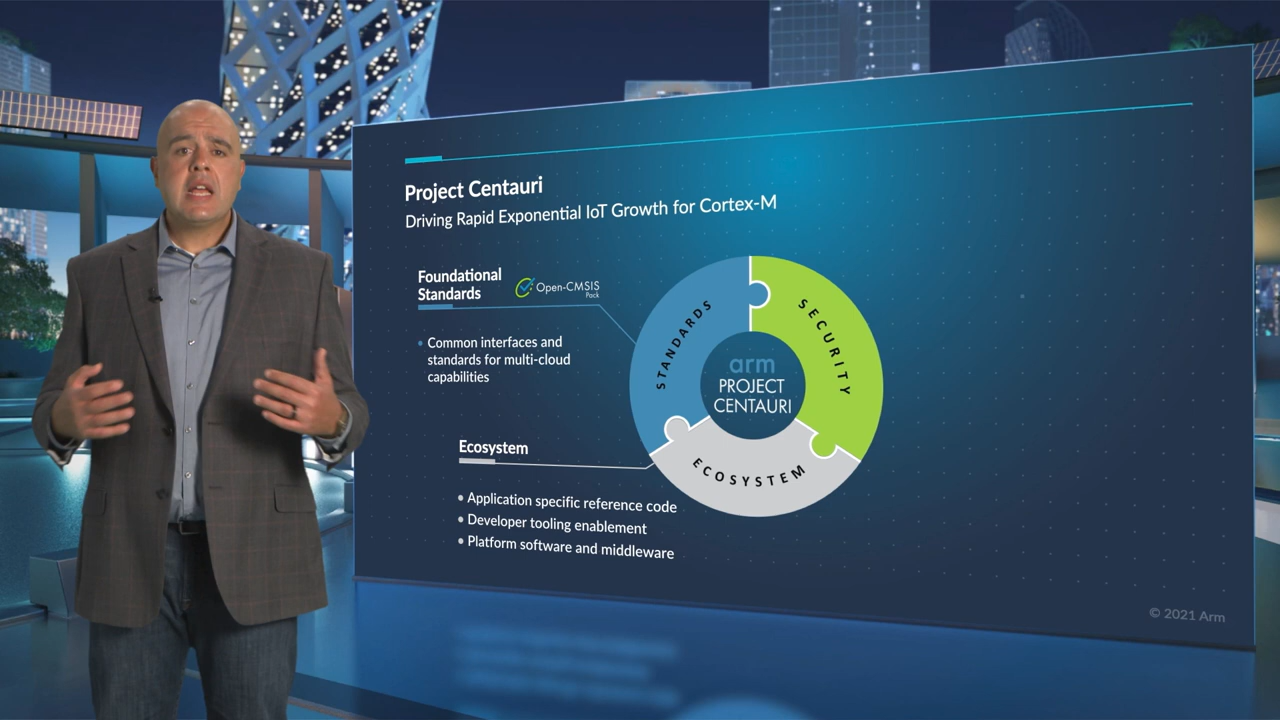 Project Centauri
Driving Rapid Exponential IoT Growth for Cortex-M
Foundational
Standards
Open-CMSIS
Pack
Common interfaces and
standards for multi-cloud
capabilities
Ecosystem
Application specific reference code
Developer tooling enablement
Platform software and middleware
STANDARDS
SECURITY
ECOSYSTEM
arm
PROJECT
CENTAURI
© 2021 Arm